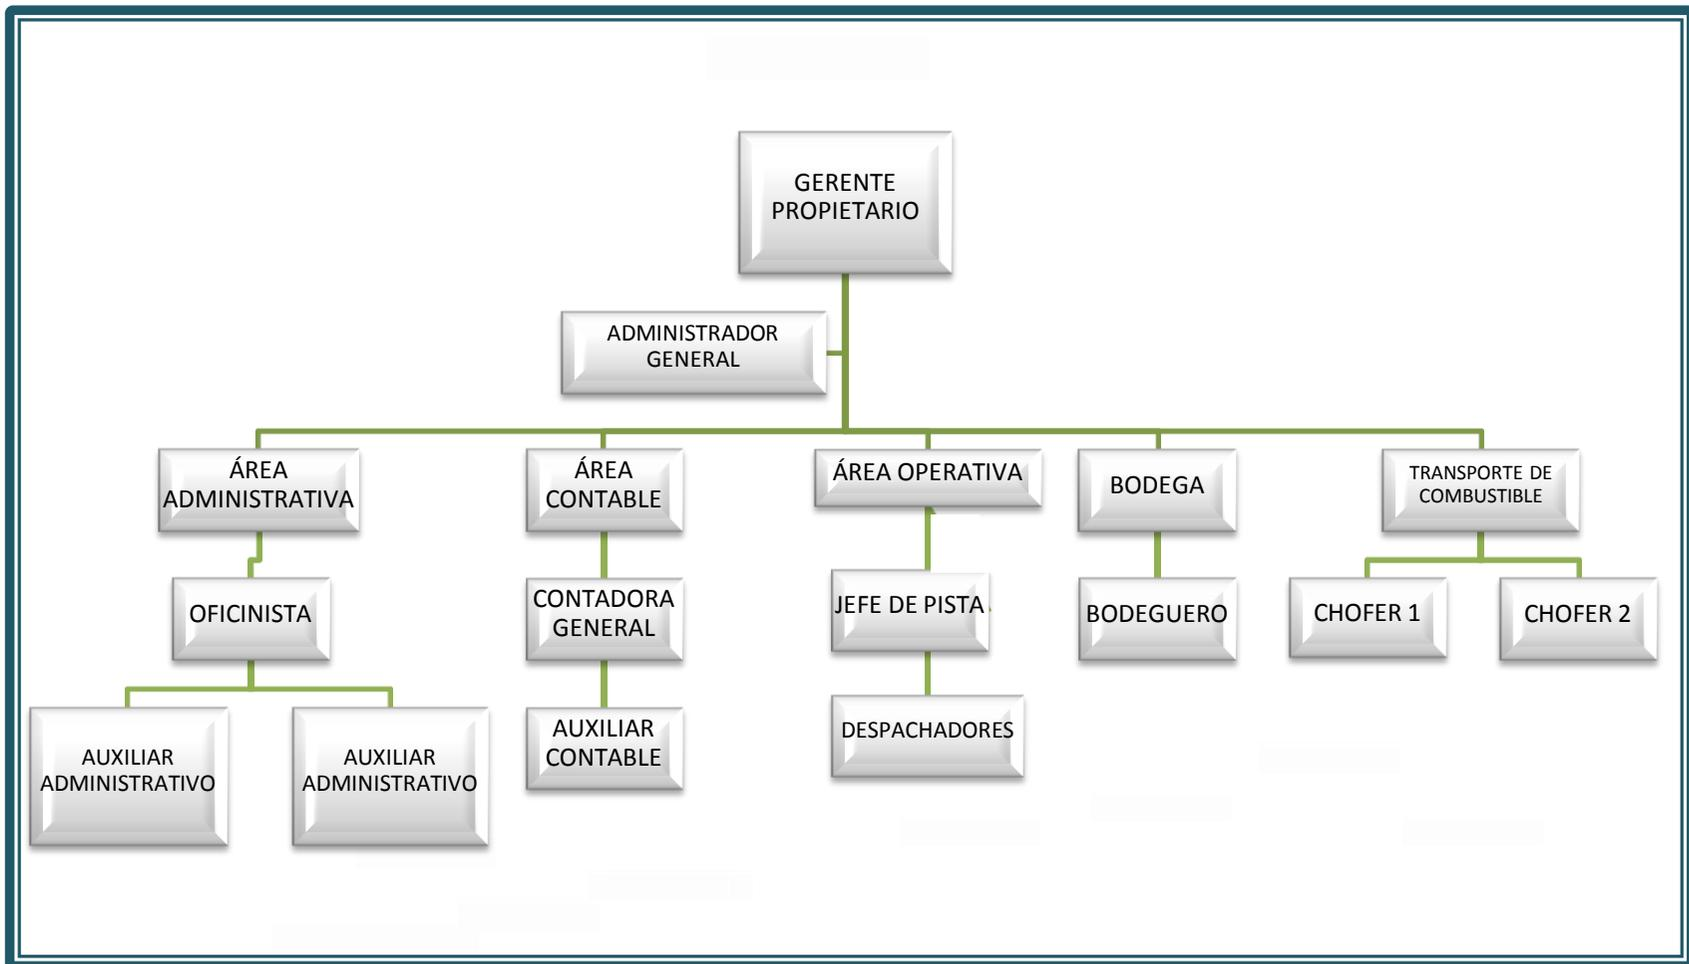 GERENTE
PROPIETARIO
ADMINISTRADOR
GENERAL
ÁREA
ADMINISTRATIVA
ÁREA
CONTABLE
ÁREA OPERATIVA
BODEGA
TRANSPORTE DE
COMBUSTIBLE
OFICINISTA
CONTADORA
GENERAL
JEFE DE PISTA
BODEGUERO
CHOFER 1
CHOFER 2
AUXILIAR
ADMINISTRATIVO
AUXILIAR
ADMINISTRATIVO
AUXILIAR
CONTABLE
DESPACHADORES